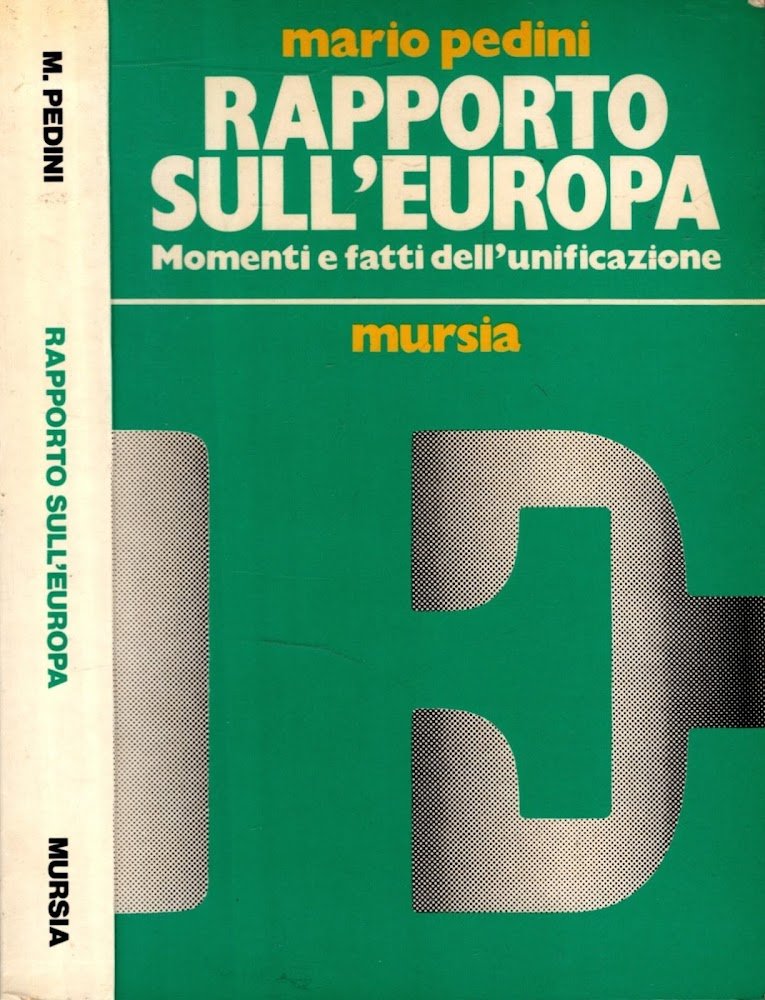 M. PEDINI
RAPPORTO SULL'EUROPA
MURSIA
mario pedini
RAPPORTO
SULL'EUROPA
Momenti e fatti dell'unificazione
mursia